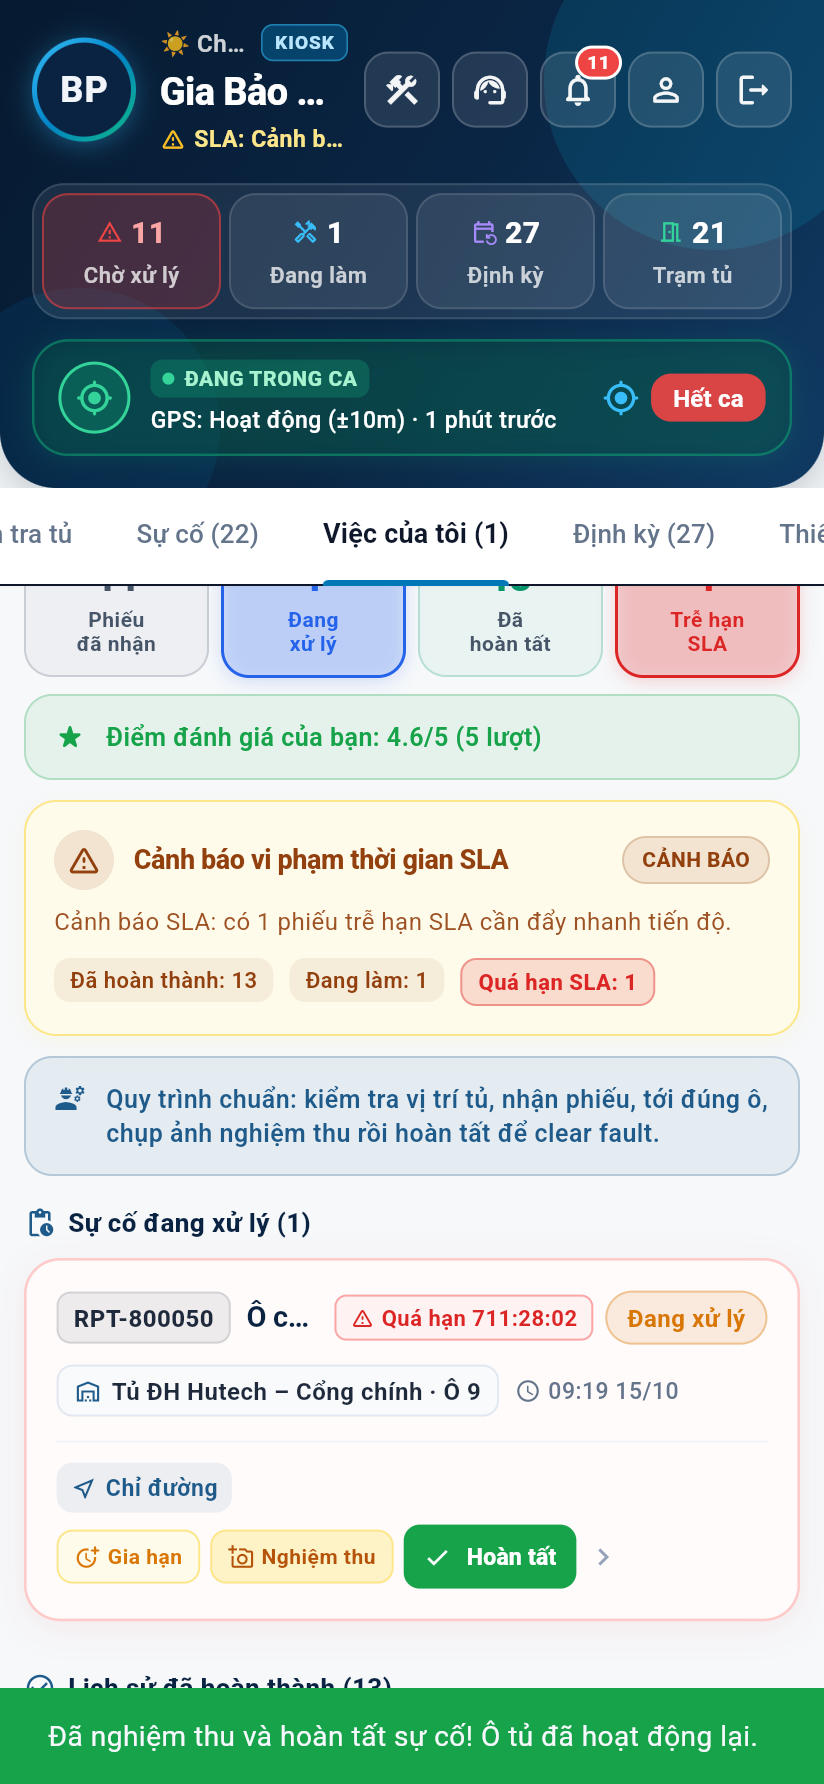 BP
Ch...
KIOSK
Gia Bảo ...
SLA: Cảnh b...
11
11
Chờ xử lý
1
Đang làm
27
Định kỳ
21
Trạm tủ
ĐANG TRONG CA
GPS: Hoạt động (±10m) · 1 phút trước
Hết ca
tra tủ
Sự cố (22)
Việc của tôi (1)
Định kỳ (27)
Thiế
Phiếu
đã nhận
Đang
xử lý
Đã
hoàn tất
Trễ hạn
SLA
Điểm đánh giá của bạn: 4.6/5 (5 lượt)
Cảnh báo vi phạm thời gian SLA
CẢNH BÁO
Cảnh báo SLA: có 1 phiếu trễ hạn SLA cần đẩy nhanh tiến độ.
Đã hoàn thành: 13
Đang làm: 1
Quá hạn SLA: 1
Quy trình chuẩn: kiểm tra vị trí tủ, nhận phiếu, tới đúng ô,
chụp ảnh nghiệm thu rồi hoàn tất để clear fault.
Sự cố đang xử lý (1)
RPT-800050
Ô c...
Quá hạn 711:28:02
Đang xử lý
Tủ ĐH Hutech – Cổng chính · Ô 9
09:19 15/10
Chỉ đường
Gia hạn
Nghiệm thu
Hoàn tất
Lịch sử đã hoàn thành (13)
Đã nghiệm thu và hoàn tất sự cố! Ô tủ đã hoạt động lại.